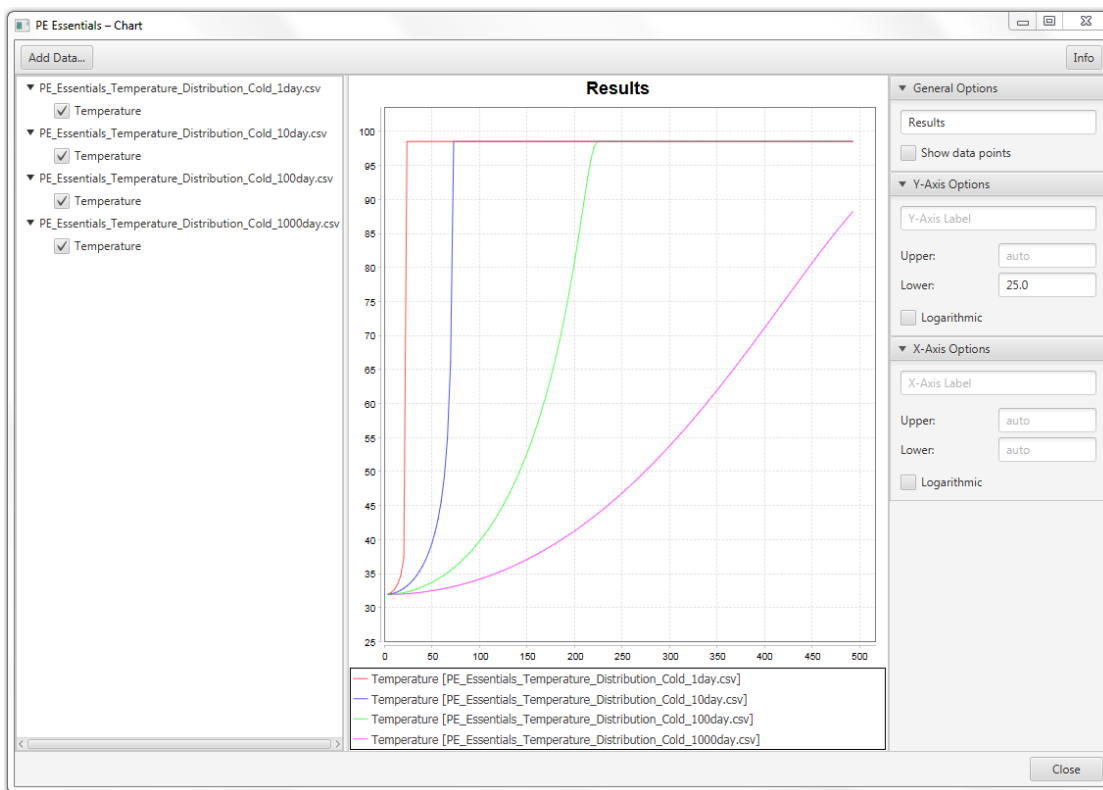 PE Essentials – Chart
Add Data...
Info
PE_Essentials_Temperature_Distribution_Cold_1day.csv
Temperature
PE_Essentials_Temperature_Distribution_Cold_10day.csv
Temperature
PE_Essentials_Temperature_Distribution_Cold_100day.csv
Temperature
PE_Essentials_Temperature_Distribution_Cold_1000day.csv
Temperature
Results
100
95
90
85
80
75
70
65
60
55
50
45
40
35
30
25
0 50 100 150 200 250 300 350 400 450 500
Temperature [PE_Essentials_Temperature_Distribution_Cold_1day.csv]
Temperature [PE_Essentials_Temperature_Distribution_Cold_10day.csv]
Temperature [PE_Essentials_Temperature_Distribution_Cold_100day.csv]
Temperature [PE_Essentials_Temperature_Distribution_Cold_1000day.csv]
General Options
Results
Show data points
Y-Axis Options
Y-Axis Label
Upper: auto
Lower: 25.0
Logarithmic
X-Axis Options
X-Axis Label
Upper: auto
Lower: auto
Logarithmic
Close